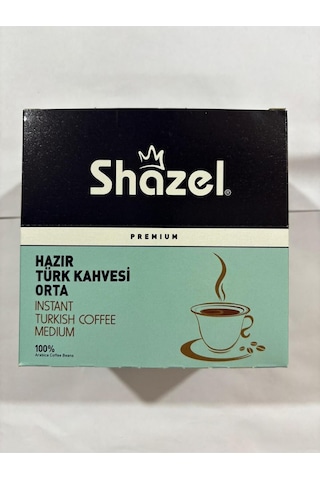 Shazel®
PREMIUM
HAZIR
TÜRK KAHVESİ
ORTA
INSTANT
TURKISH COFFEE
MEDIUM
100%
Arabica Coffee Beans